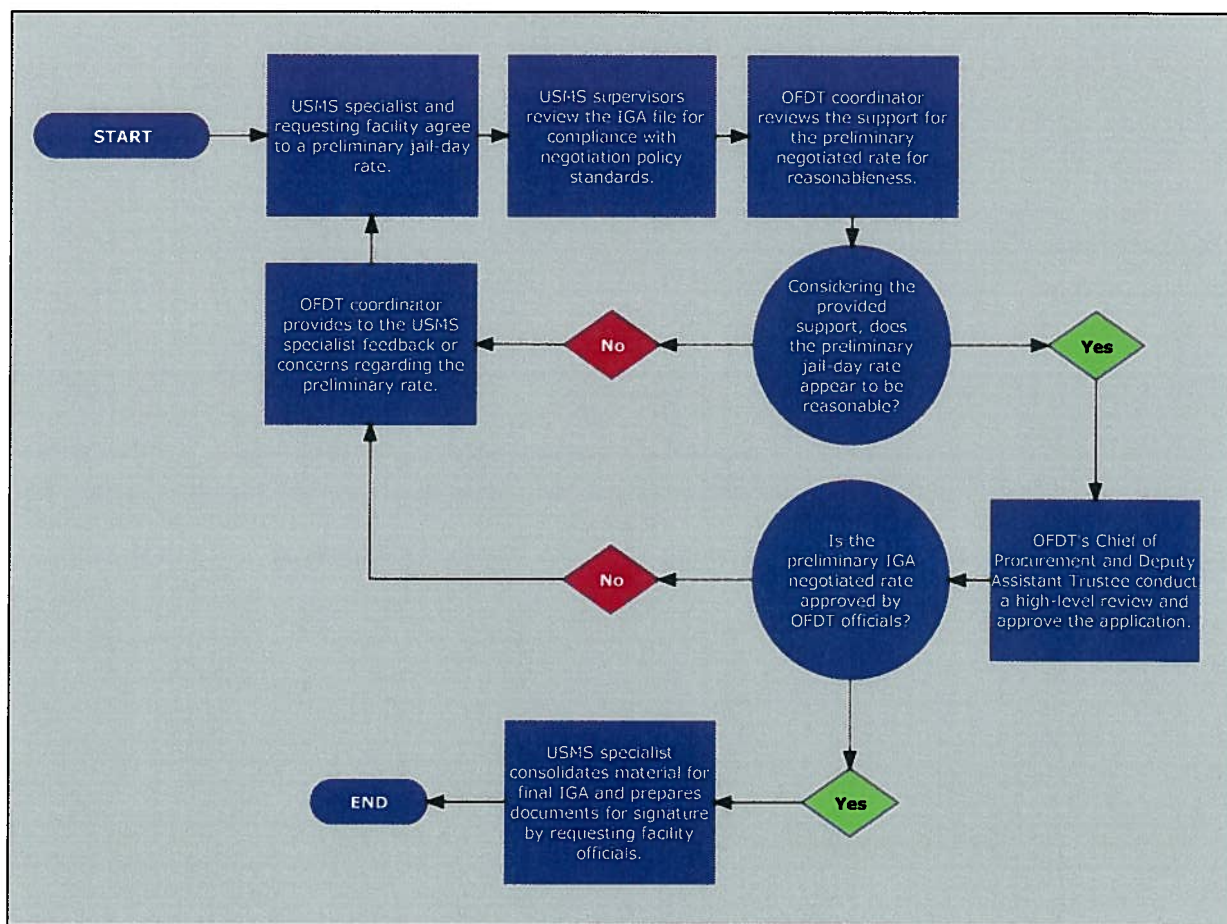 START
USMS specialist and
requesting facility agree
to a preliminary jail-day
rate.
USMS supervisors
review the IGA file for
compliance with
negotiation policy
standards.
OFDT coordinator
reviews the support for
the preliminary
negotiated rate for
reasonableness.
Considering the
provided
support, does
the preliminary
jail-day rate
appear to be
reasonable?
No
OFDT coordinator
provides to the USMS
specialist feedback or
concerns regarding the
preliminary rate.
Yes
OFDT's Chief of
Procurement and Deputy
Assistant Trustee conduct
a high-level review and
approve the application.
Is the
preliminary IGA
negotiated rate
approved by
OFDT officials?
No
Yes
USMS specialist
consolidates material for
final IGA and prepares
documents for signature
by requesting facility
officials.
END